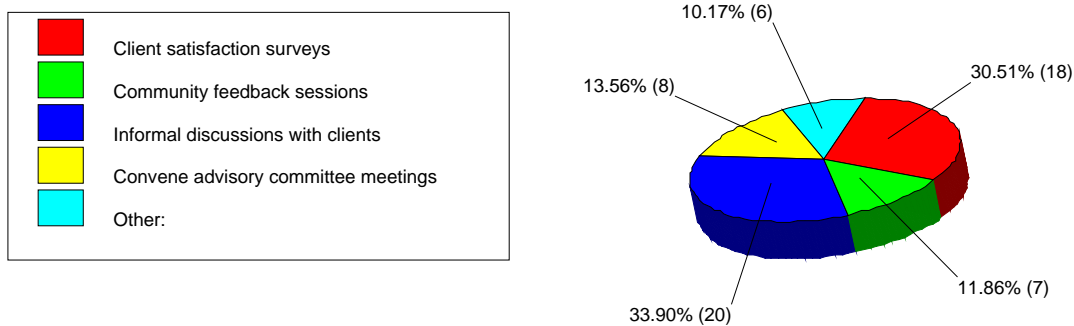 Client satisfaction surveys
Community feedback sessions
Informal discussions with clients
Convene advisory committee meetings
Other:
10.17% (6)
30.51% (18)
13.56% (8)
11.86% (7)
33.90% (20)